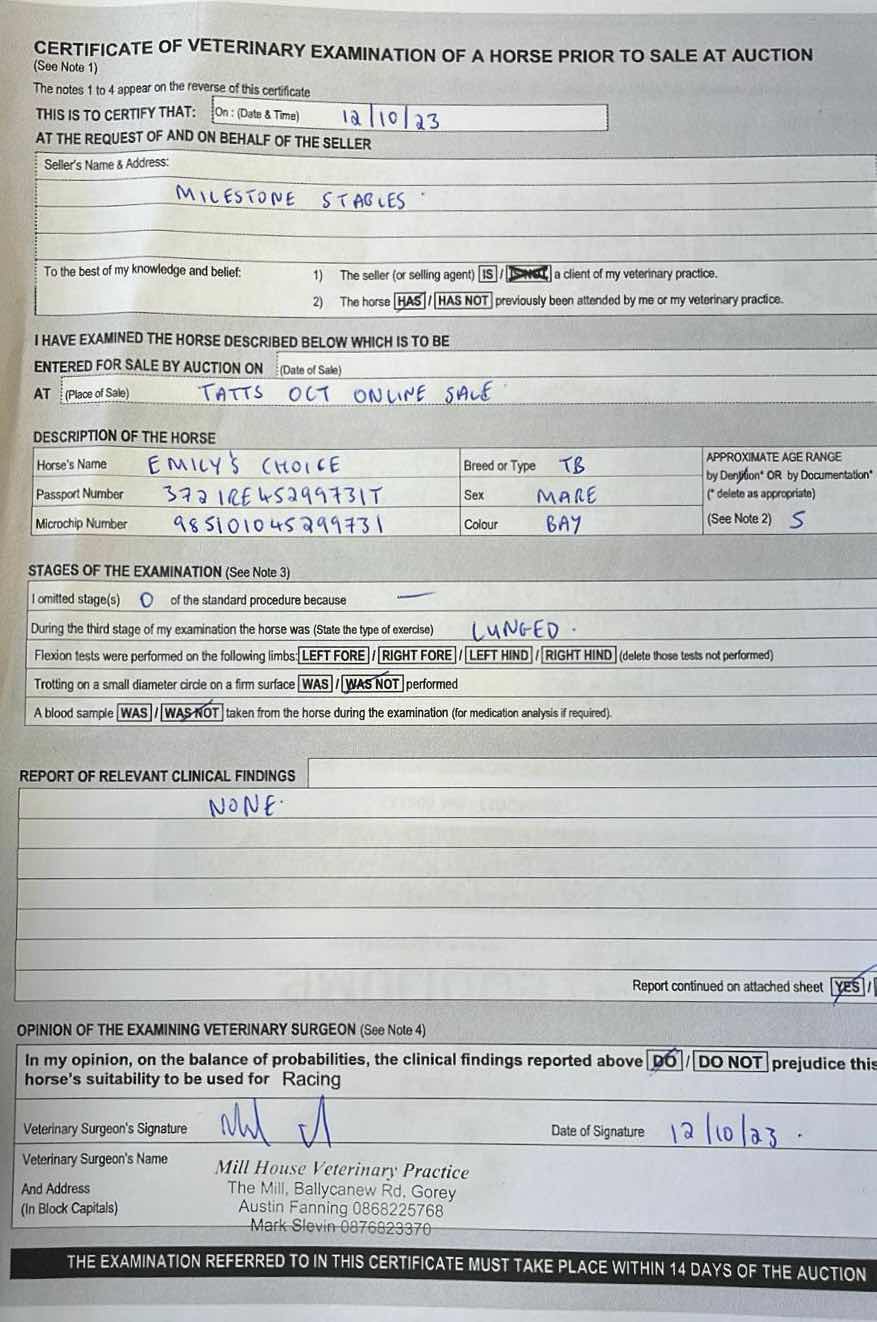 CERTIFICATE OF VETERINARY EXAMINATION OF A HORSE PRIOR TO SALE AT AUCTION
(See Note 1)
The notes 1 to 4 appear on the reverse of this certificate
THIS IS TO CERTIFY THAT: On : (Date & Time) 12/10/23
AT THE REQUEST OF AND ON BEHALF OF THE SELLER
Seller's Name & Address:
MILESTONE STABLES
To the best of my knowledge and belief: 1) The seller (or selling agent) IS / IS NOT a client of my veterinary practice.
2) The horse HAS / HAS NOT previously been attended by me or my veterinary practice.
I HAVE EXAMINED THE HORSE DESCRIBED BELOW WHICH IS TO BE
ENTERED FOR SALE BY AUCTION ON (Date of Sale)
AT (Place of Sale) TATTS OCT ONLINE SALE
DESCRIPTION OF THE HORSE
Horse's Name EMILY'S CHOICE Breed or Type TB APPROXIMATE AGE RANGE
by Dentition* OR by Documentation*
Passport Number 372IRE45299731T Sex MARE (* delete as appropriate)
Microchip Number 985101045299731 Colour BAY (See Note 2) 5
STAGES OF THE EXAMINATION (See Note 3)
I omitted stage(s) 0 of the standard procedure because —
During the third stage of my examination the horse was (State the type of exercise) LUNGED.
Flexion tests were performed on the following limbs: LEFT FORE / RIGHT FORE / LEFT HIND / RIGHT HIND (delete those tests not performed)
Trotting on a small diameter circle on a firm surface WAS / WAS NOT performed
A blood sample WAS / WAS NOT taken from the horse during the examination (for medication analysis if required).
REPORT OF RELEVANT CLINICAL FINDINGS
NONE.
Report continued on attached sheet YES /
OPINION OF THE EXAMINING VETERINARY SURGEON (See Note 4)
In my opinion, on the balance of probabilities, the clinical findings reported above DO / DO NOT prejudice this
horse's suitability to be used for Racing
Veterinary Surgeon's Signature Date of Signature 12/10/23.
Veterinary Surgeon's Name Mill House Veterinary Practice
And Address The Mill, Ballycanew Rd, Gorey
(In Block Capitals) Austin Fanning 0868225768
Mark Slevin 0876823370
THE EXAMINATION REFERRED TO IN THIS CERTIFICATE MUST TAKE PLACE WITHIN 14 DAYS OF THE AUCTION